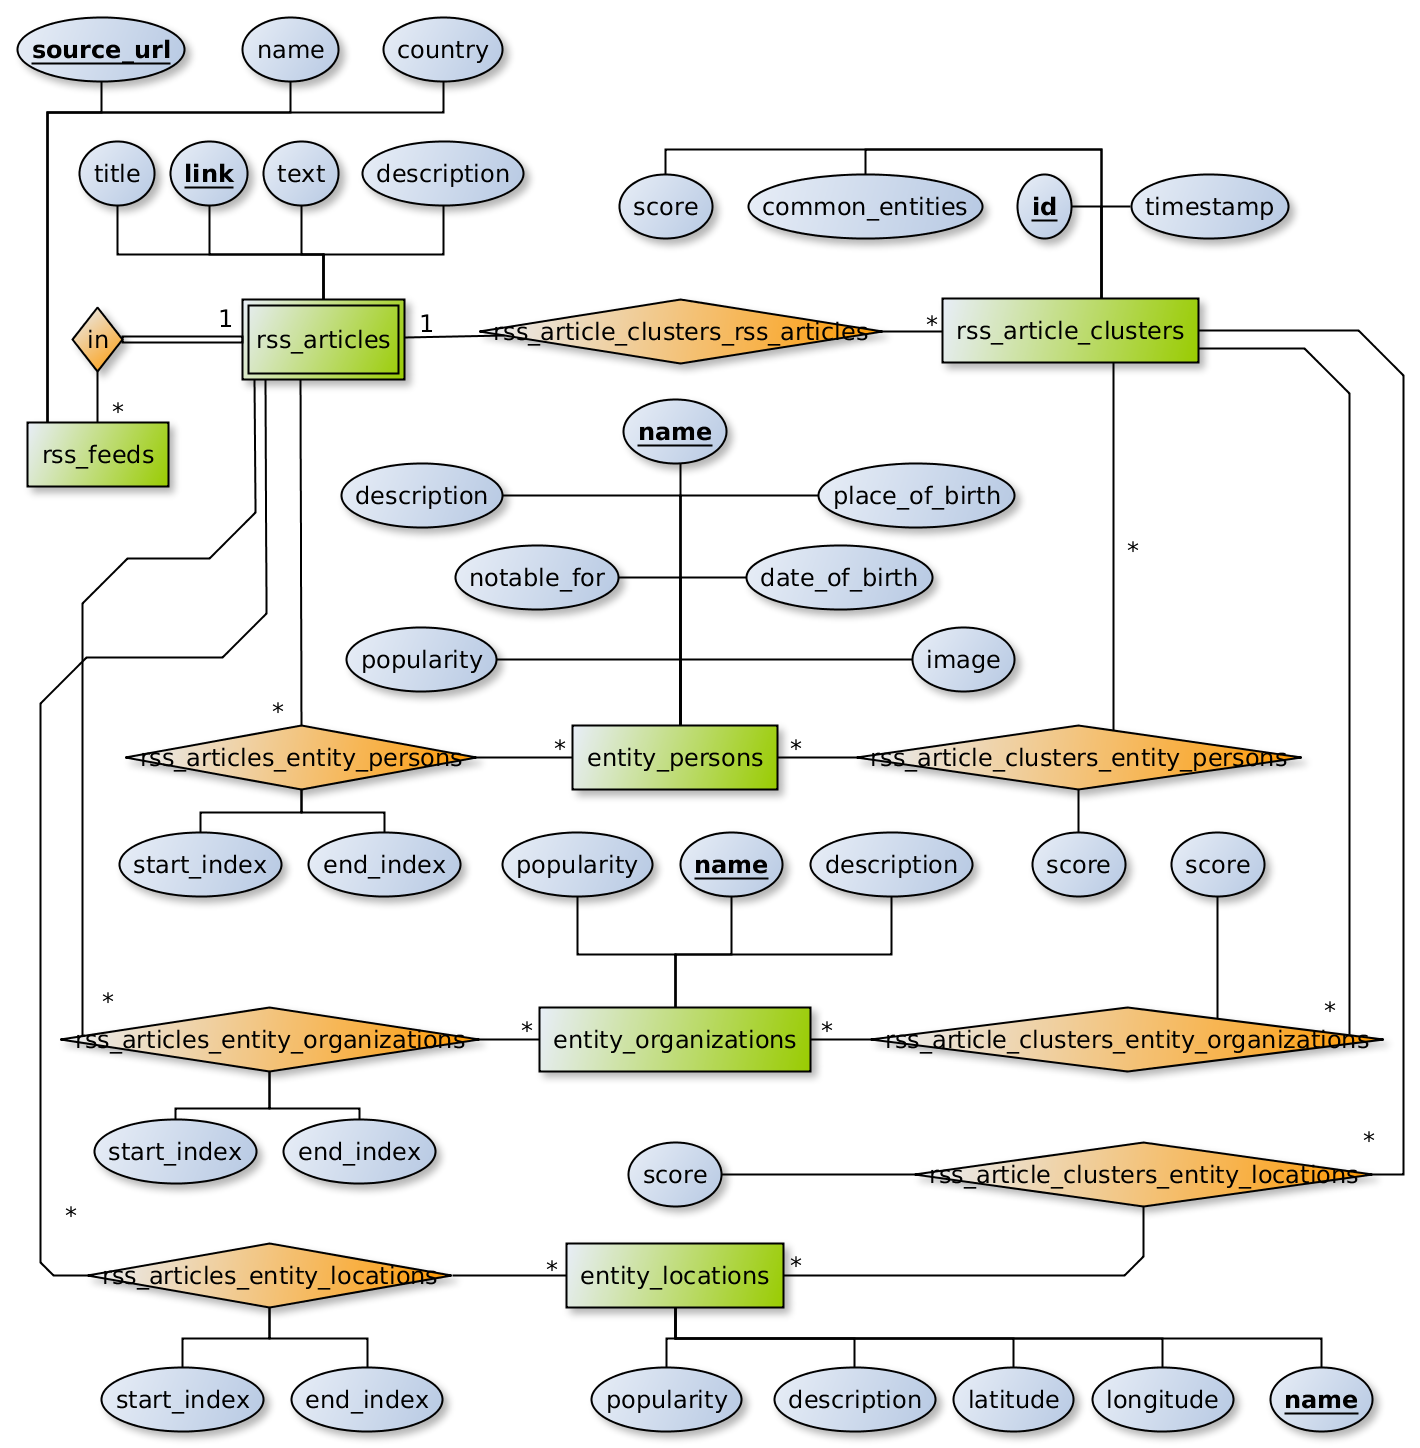 source_url
name
country
title
link
text
description
score
common_entities
id
timestamp
in
1
rss_articles
1
rss_article_clusters_rss_articles
*
rss_article_clusters
*
rss_feeds
name
description
place_of_birth
*
notable_for
date_of_birth
popularity
image
*
rss_articles_entity_persons
*
entity_persons
*
rss_article_clusters_entity_persons
start_index
end_index
popularity
name
description
score
score
*
rss_articles_entity_organizations
*
entity_organizations
*
rss_article_clusters_entity_organizations
*
start_index
end_index
score
rss_article_clusters_entity_locations
*
*
rss_articles_entity_locations
*
entity_locations
*
start_index
end_index
popularity
description
latitude
longitude
name